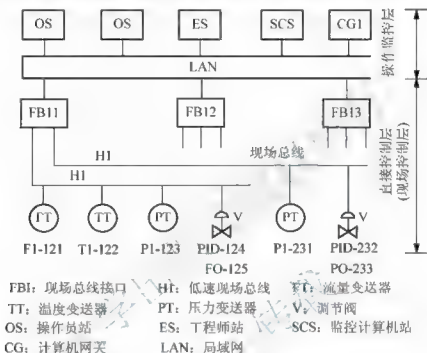 OS OS ES SCS CG1
操作监控层
LAN
FB11 FB12 FB13
H1 现场总线
H1
直接控制层
(现场控制层)
FT TT PT V PT V
F1-121 T1-122 P1-123 PID-124 P1-231 PID-232
FO-125 PO-233
FBI：现场总线接口 H1：低速现场总线 FT：流量变送器
TT：温度变送器 PT：压力变送器 V：调节阀
OS：操作员站 ES：工程师站 SCS：监控计算机站
CG：计算机网关 LAN：局域网